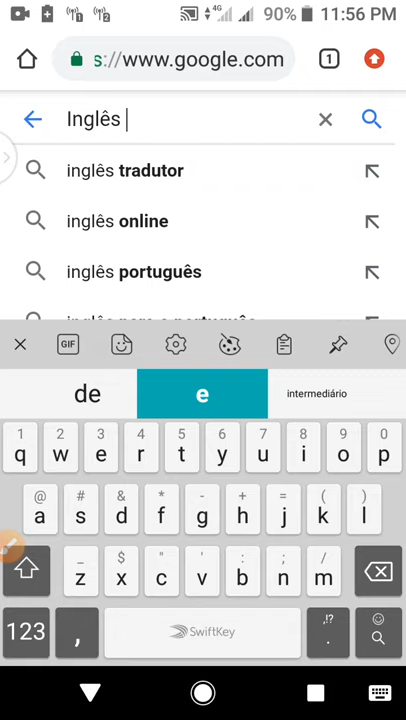 4G 90% 11:56 PM
s://www.google.com 1
Inglês
inglês tradutor
inglês online
inglês português
GIF
de e intermediário
1 2 3 4 5 6 7 8 9 0
q w e r t y u i o p
@ # & * - + = ( )
a s d f g h j k l
_ $ " ' : ; /
z x c v b n m
123 , SwiftKey ,!? .